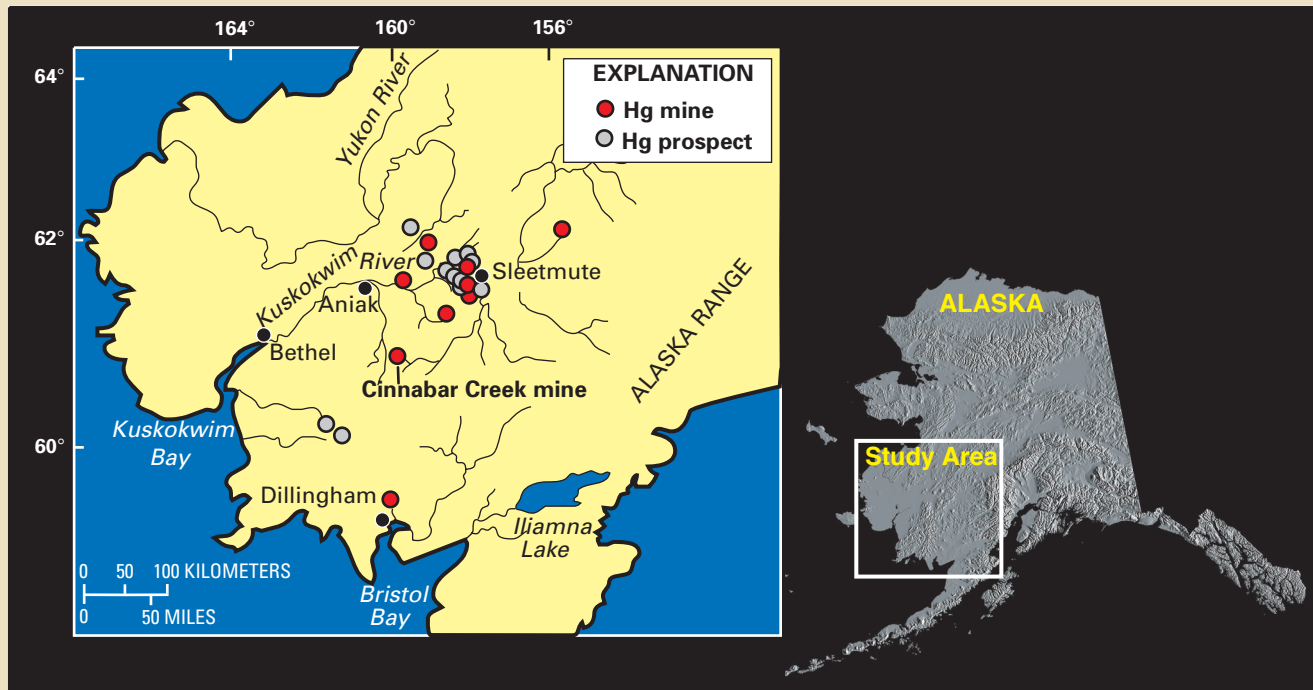 164°
160°
156°
64°
62°
60°
EXPLANATION
Hg mine
Hg prospect
Yukon River
Kuskokwim
River
Sleetmute
Aniak
Bethel
Cinnabar Creek mine
ALASKA RANGE
Kuskokwim
Bay
Dillingham
Iliamna
Lake
Bristol
Bay
0 50 100 KILOMETERS
0 50 MILES
ALASKA
Study Area